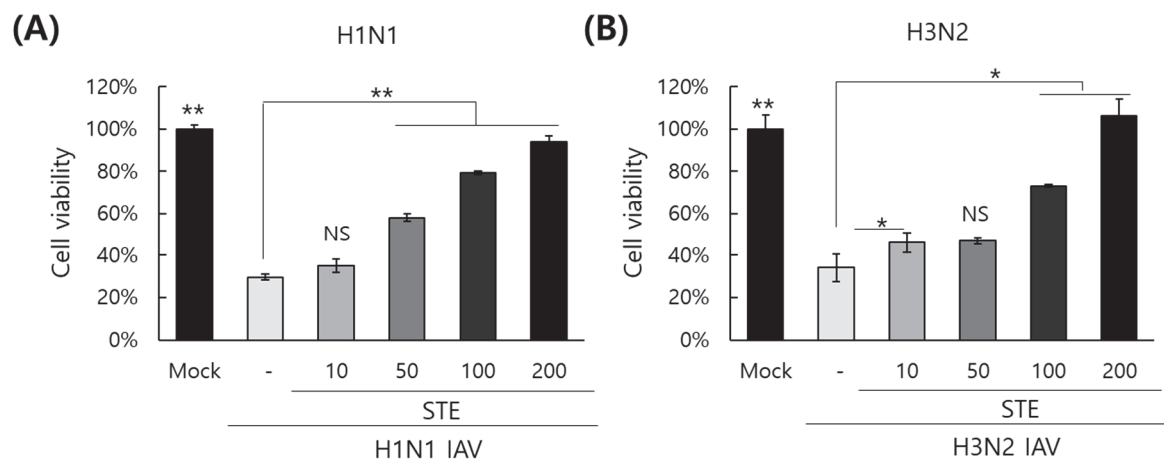 (A)
H1N1
Cell viability
120%
100%
80%
60%
40%
20%
0%
**
**
NS
Mock - 10 50 100 200
STE
H1N1 IAV
(B)
H3N2
Cell viability
120%
100%
80%
60%
40%
20%
0%
**
*
*
NS
Mock - 10 50 100 200
STE
H3N2 IAV